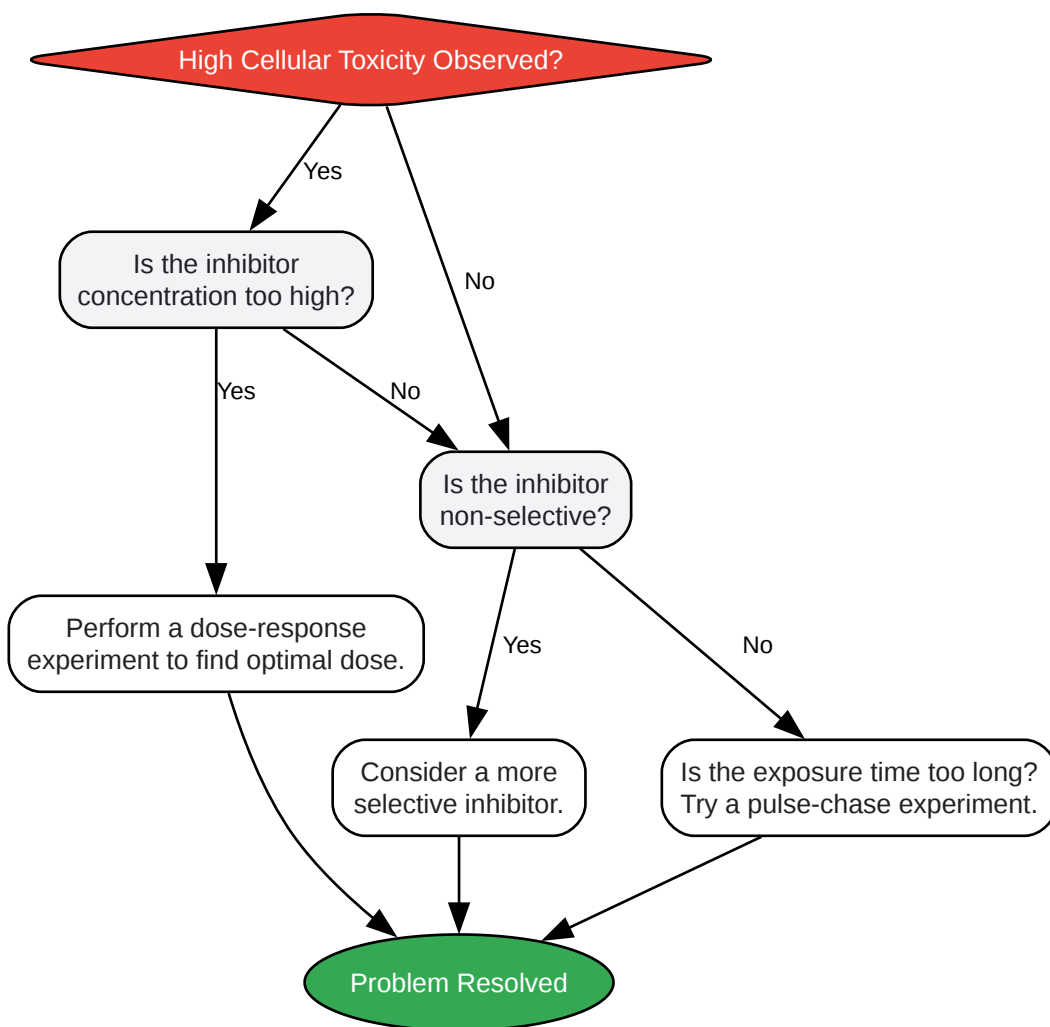 High Cellular Toxicity Observed?
Yes
Is the inhibitor
concentration too high?
No
Yes
No
Is the inhibitor
non-selective?
Perform a dose-response
experiment to find optimal dose.
Yes
No
Consider a more
selective inhibitor.
Is the exposure time too long?
Try a pulse-chase experiment.
Problem Resolved